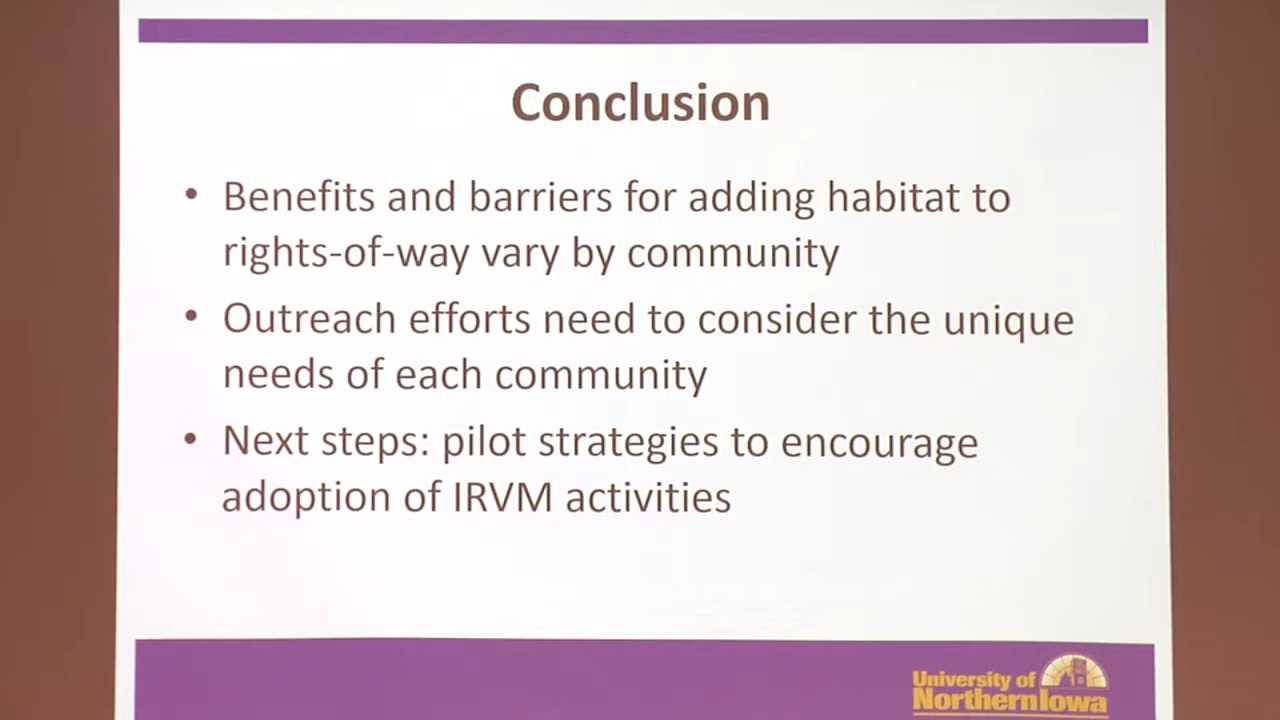 Conclusion
• Benefits and barriers for adding habitat to
rights-of-way vary by community
• Outreach efforts need to consider the unique
needs of each community
• Next steps: pilot strategies to encourage
adoption of IRVM activities
University of
Northern Iowa